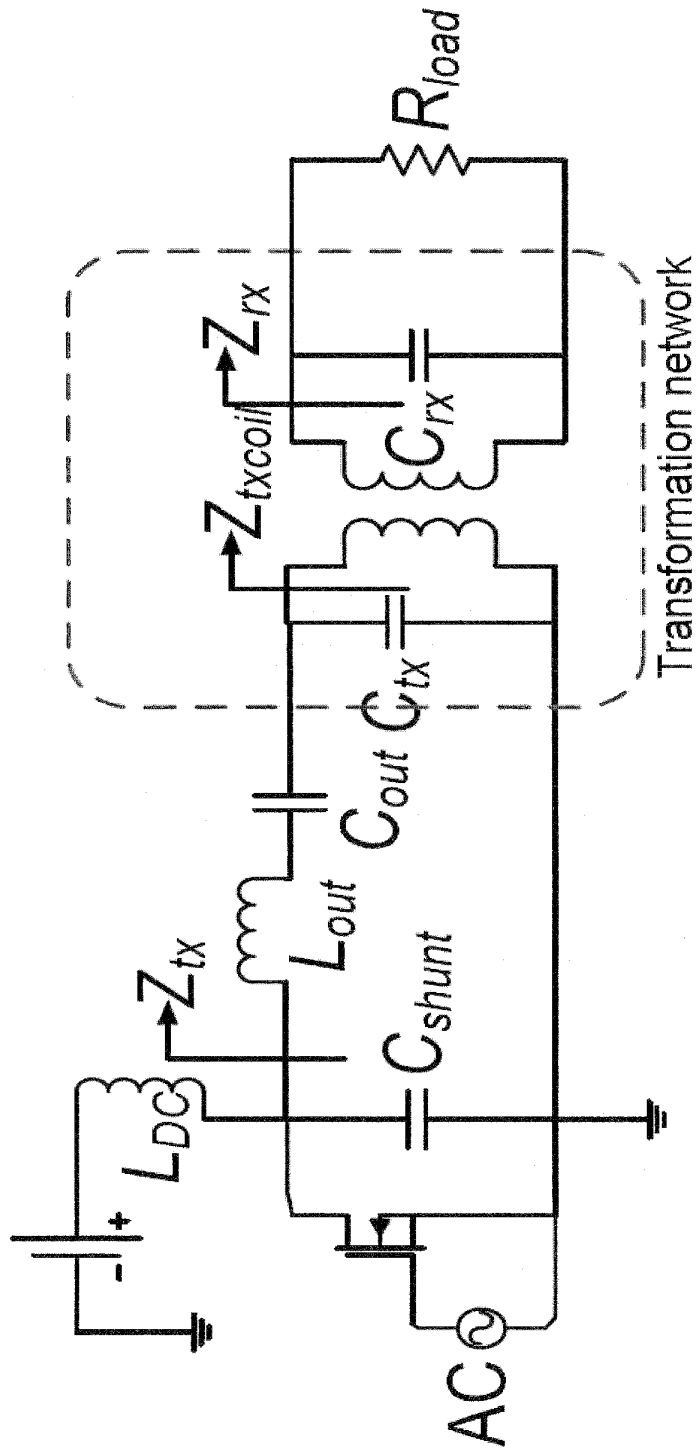 AC
-
+
L_DC
Z_tx
C_shunt
L_out
C_out
C_tx
Z_txcoil
C_rx
Z_rx
R_load
Transformation network